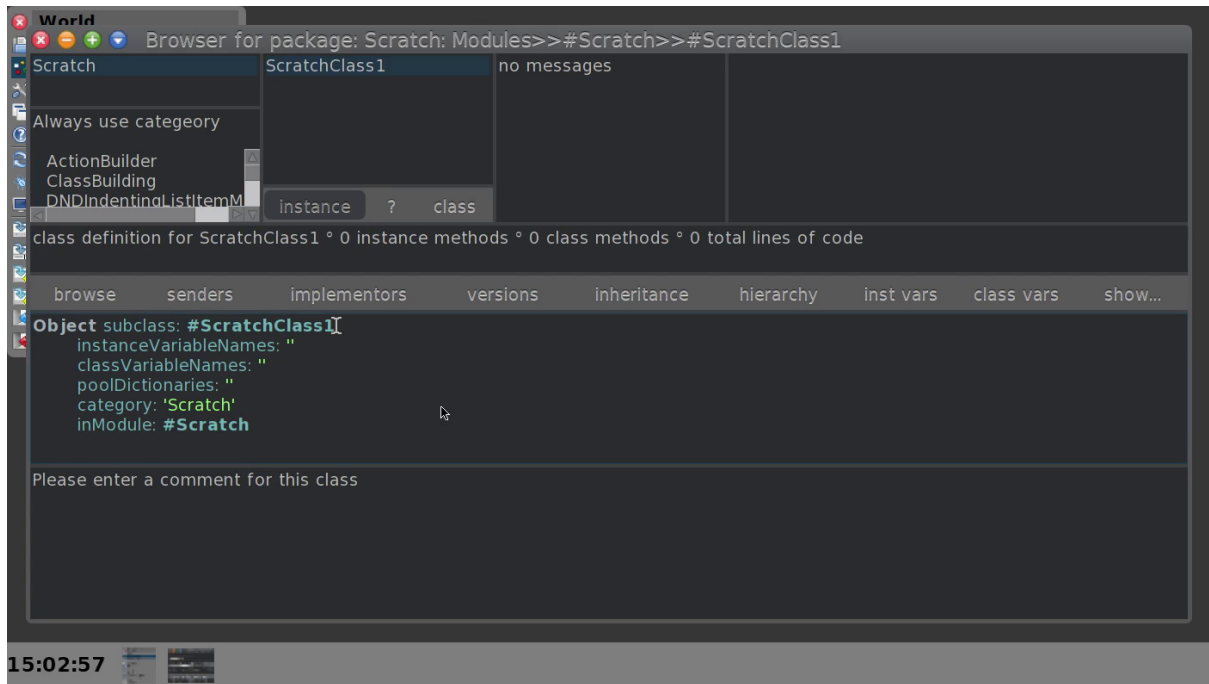 World
Browser for package: Scratch: Modules>>#Scratch>>#ScratchClass1
Scratch
ScratchClass1
no messages
Always use categeory
ActionBuilder
ClassBuilding
DNDIndentingListItemM
instance ? class
class definition for ScratchClass1 ° 0 instance methods ° 0 class methods ° 0 total lines of code
browse senders implementors versions inheritance hierarchy inst vars class vars show...
Object subclass: #ScratchClass1
instanceVariableNames: ''
classVariableNames: ''
poolDictionaries: ''
category: 'Scratch'
inModule: #Scratch
Please enter a comment for this class
15:02:57